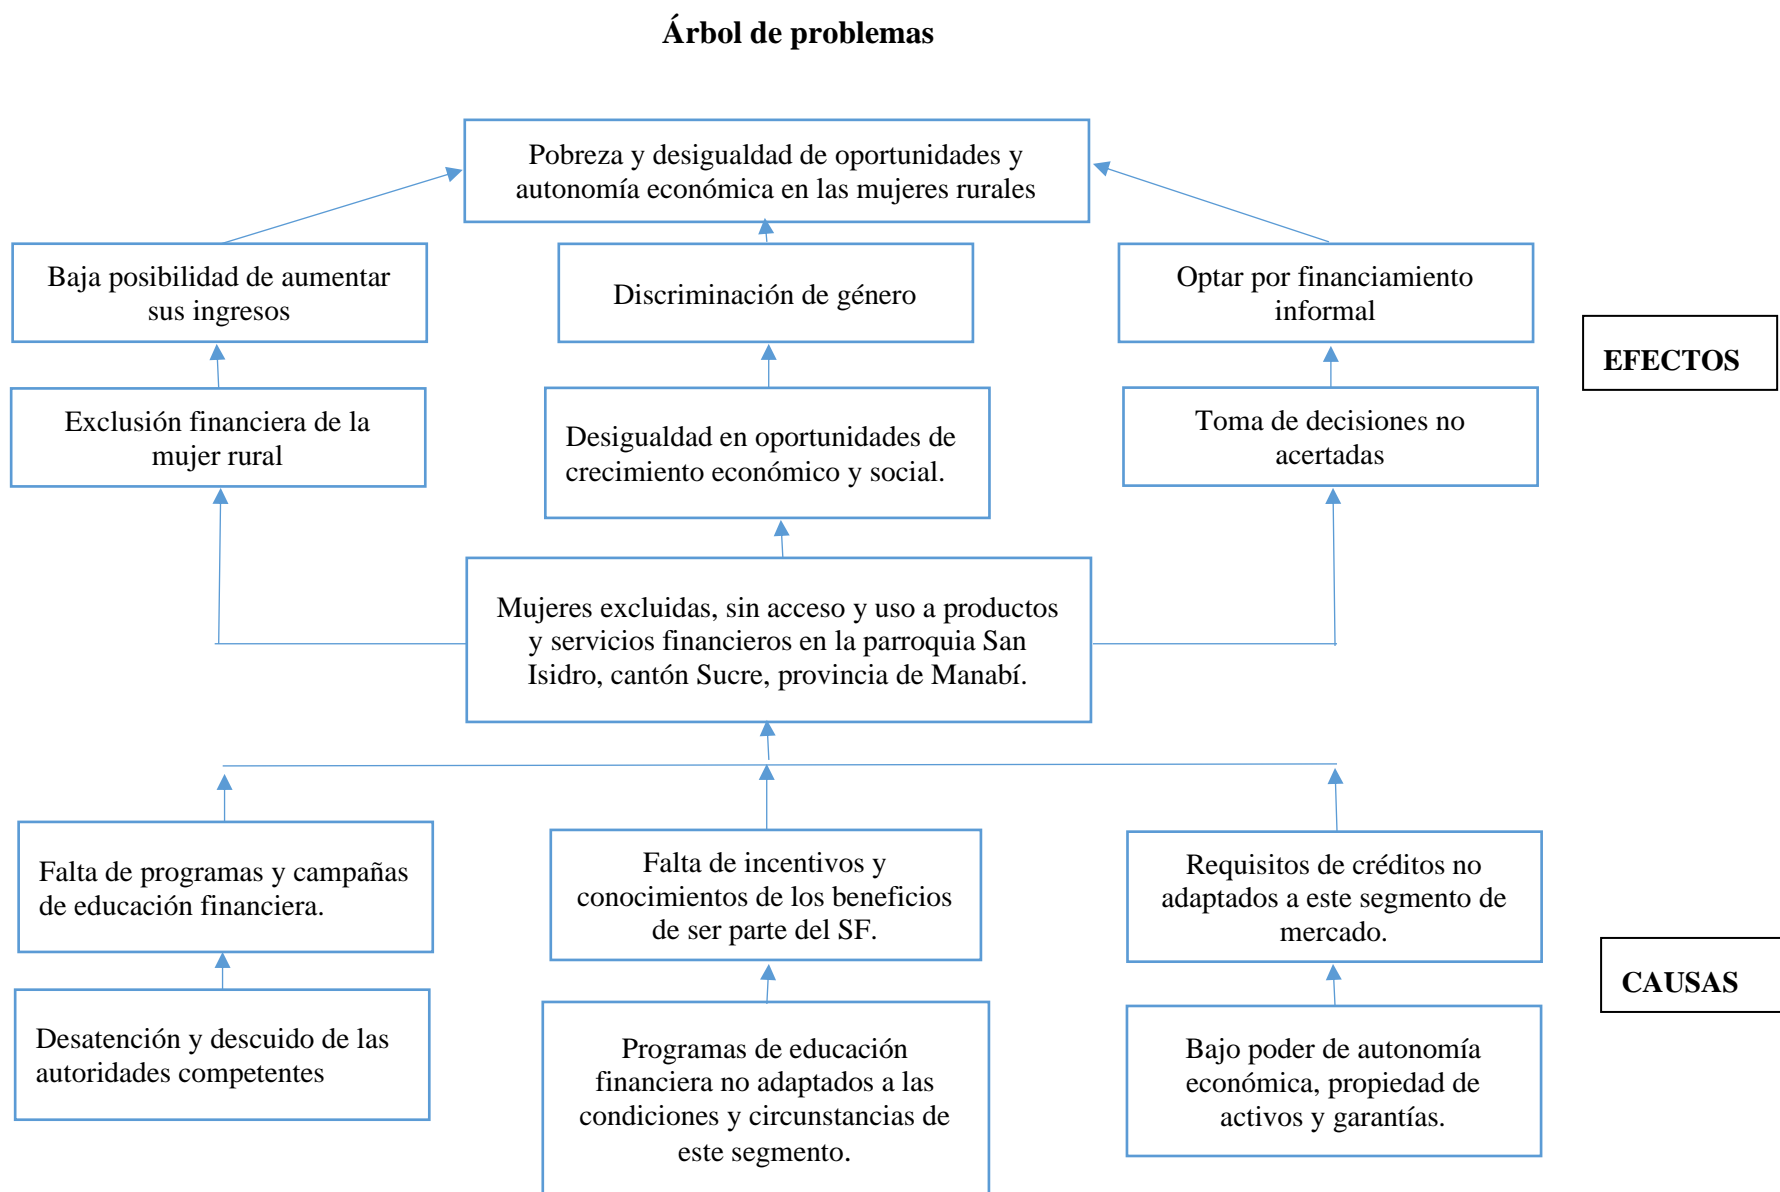 Árbol de problemas
Pobreza y desigualdad de oportunidades y
autonomía económica en las mujeres rurales
Baja posibilidad de aumentar
sus ingresos
Discriminación de género
Optar por financiamiento
informal
EFECTOS
Exclusión financiera de la
mujer rural
Desigualdad en oportunidades de
crecimiento económico y social.
Toma de decisiones no
acertadas
Mujeres excluidas, sin acceso y uso a productos
y servicios financieros en la parroquia San
Isidro, cantón Sucre, provincia de Manabí.
Falta de programas y campañas
de educación financiera.
Falta de incentivos y
conocimientos de los beneficios
de ser parte del SF.
Requisitos de créditos no
adaptados a este segmento de
mercado.
CAUSAS
Desatención y descuido de las
autoridades competentes
Programas de educación
financiera no adaptados a las
condiciones y circunstancias de
este segmento.
Bajo poder de autonomía
económica, propiedad de
activos y garantías.